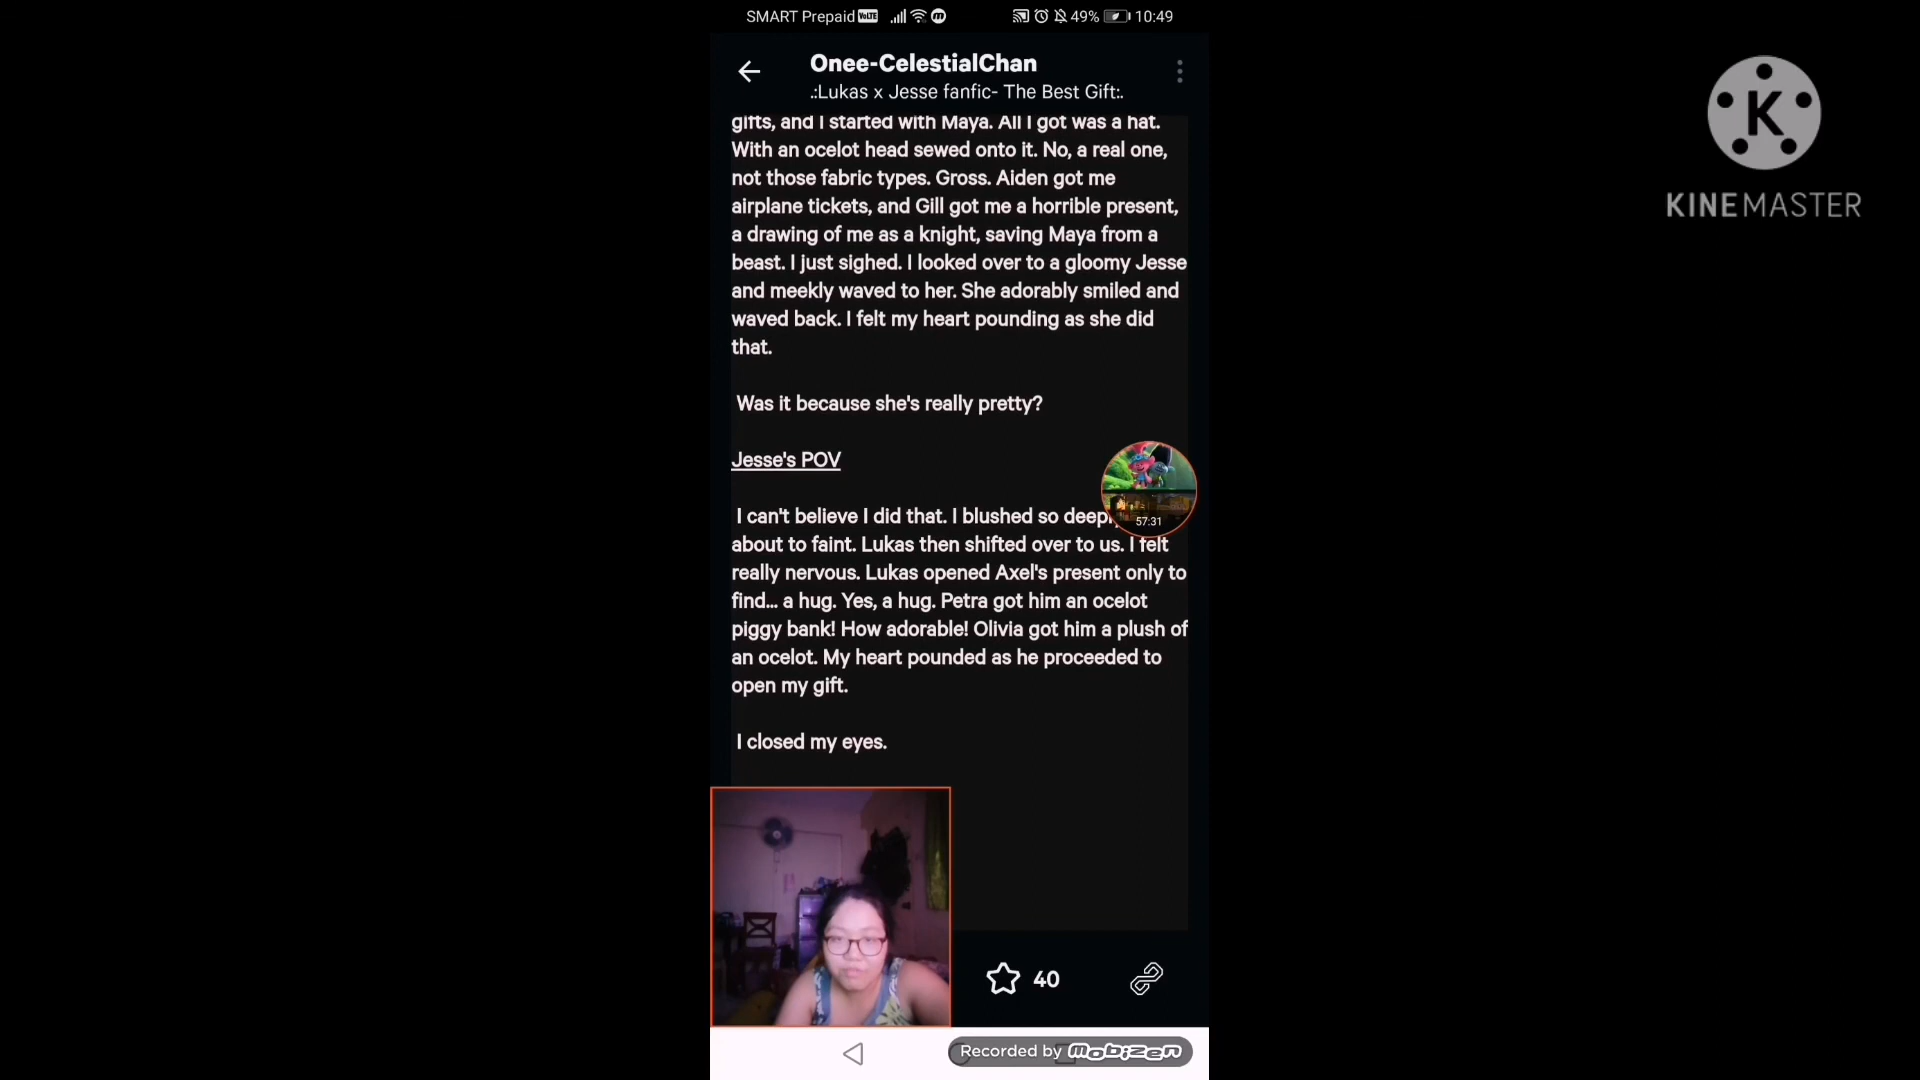 SMART Prepaid VoLTE 49% 10:49
Onee-CelestialChan
.:Lukas x Jesse fanfic- The Best Gift:.
gifts, and I started with Maya. All I got was a hat.
With an ocelot head sewed onto it. No, a real one,
not those fabric types. Gross. Aiden got me
airplane tickets, and Gill got me a horrible present,
a drawing of me as a knight, saving Maya from a
beast. I just sighed. I looked over to a gloomy Jesse
and meekly waved to her. She adorably smiled and
waved back. I felt my heart pounding as she did
that.
Was it because she's really pretty?
Jesse's POV
I can't believe I did that. I blushed so deep
57:31
about to faint. Lukas then shifted over to us. I felt
really nervous. Lukas opened Axel's present only to
find... a hug. Yes, a hug. Petra got him an ocelot
piggy bank! How adorable! Olivia got him a plush of
an ocelot. My heart pounded as he proceeded to
open my gift.
I closed my eyes.
40
Recorded by mobizen
K
KINEMASTER